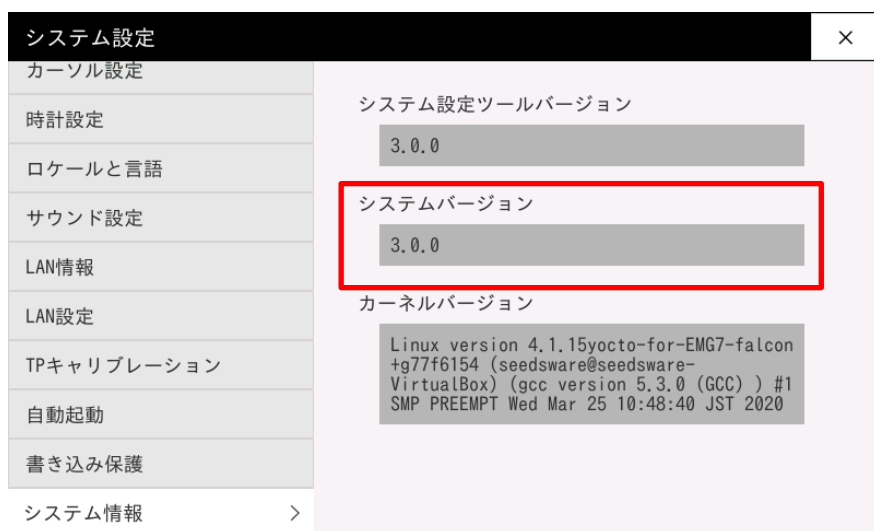 システム設定
×
カーソル設定
時計設定
ロケールと言語
サウンド設定
LAN情報
LAN設定
TPキャリブレーション
自動起動
書き込み保護
システム情報 >
システム設定ツールバージョン
3.0.0
システムバージョン
3.0.0
カーネルバージョン
Linux version 4.1.15yocto-for-EMG7-falcon
+g77f6154 (seedsware@seedsware-
VirtualBox) (gcc version 5.3.0 (GCC) ) #1
SMP PREEMPT Wed Mar 25 10:48:40 JST 2020